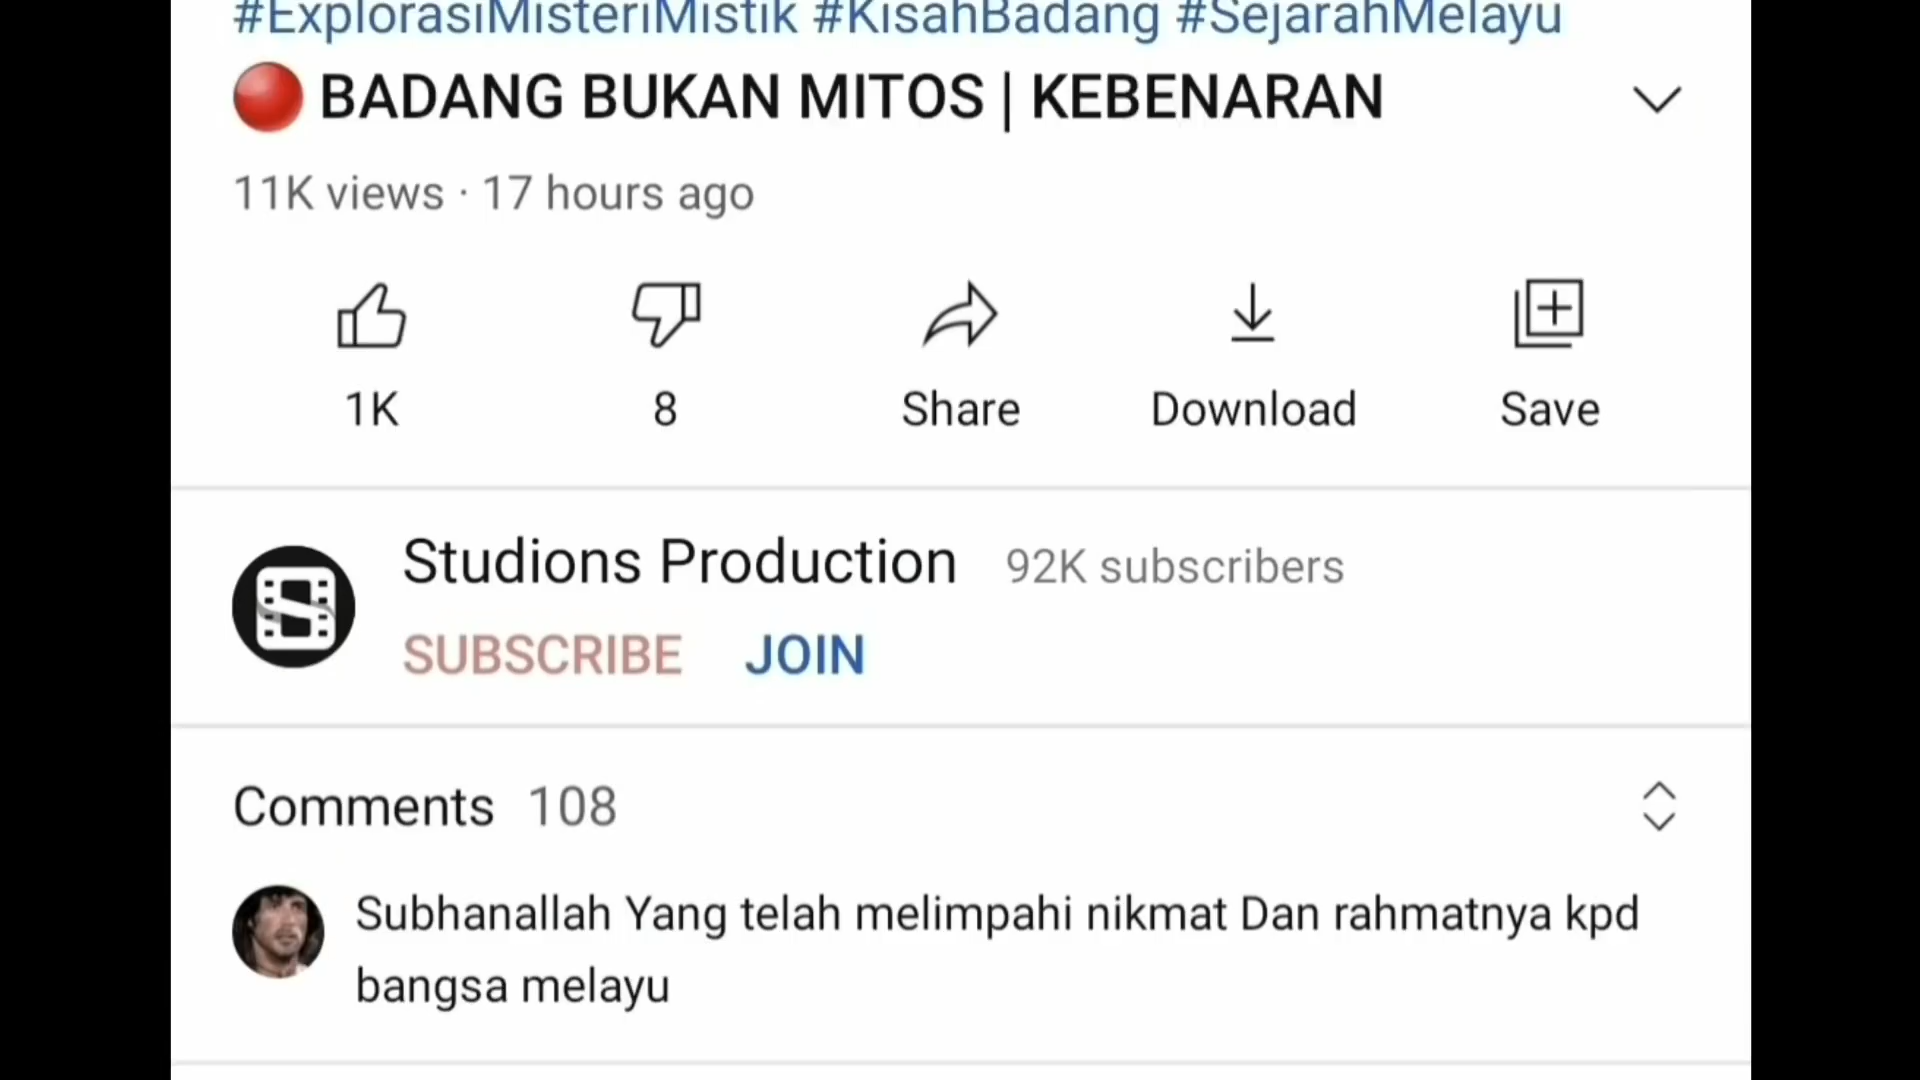 #ExplorasiMisteriMistik #KisahBadang #SejarahMelayu
BADANG BUKAN MITOS | KEBENARAN
11K views · 17 hours ago
1K
8
Share
Download
Save
Studions Production 92K subscribers
SUBSCRIBE JOIN
Comments 108
Subhanallah Yang telah melimpahi nikmat Dan rahmatnya kpd
bangsa melayu